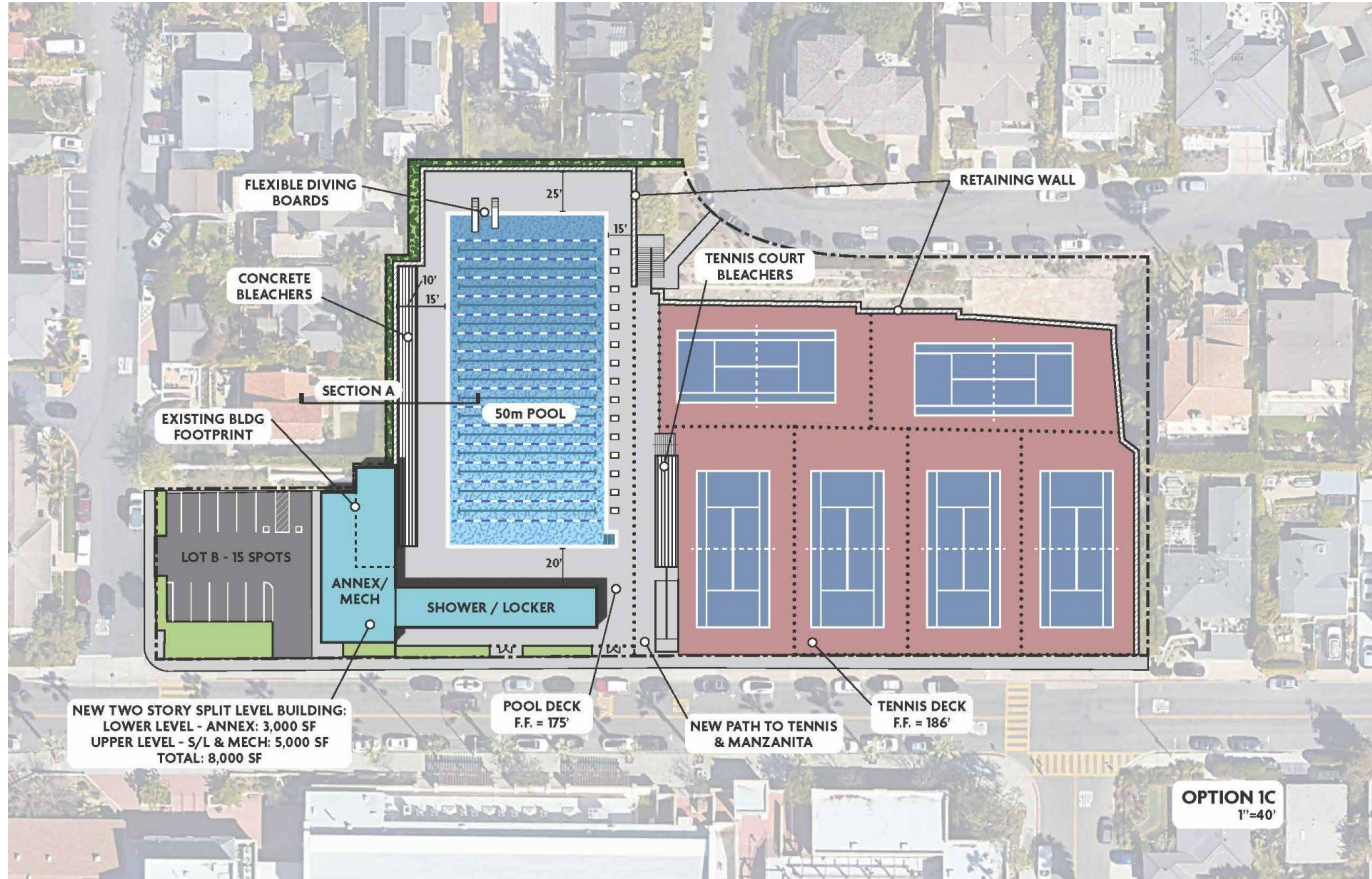 FLEXIBLE DIVING
BOARDS
25'
15'
RETAINING WALL
TENNIS COURT
BLEACHERS
CONCRETE
BLEACHERS
10'
15'
SECTION A
50m POOL
EXISTING BLDG
FOOTPRINT
LOT B - 15 SPOTS
ANNEX/
MECH
20'
SHOWER / LOCKER
NEW TWO STORY SPLIT LEVEL BUILDING:
LOWER LEVEL - ANNEX: 3,000 SF
UPPER LEVEL - S/L & MECH: 5,000 SF
TOTAL: 8,000 SF
POOL DECK
F.F. = 175'
NEW PATH TO TENNIS
& MANZANITA
TENNIS DECK
F.F. = 186'
OPTION 1C
1"=40'
STOP